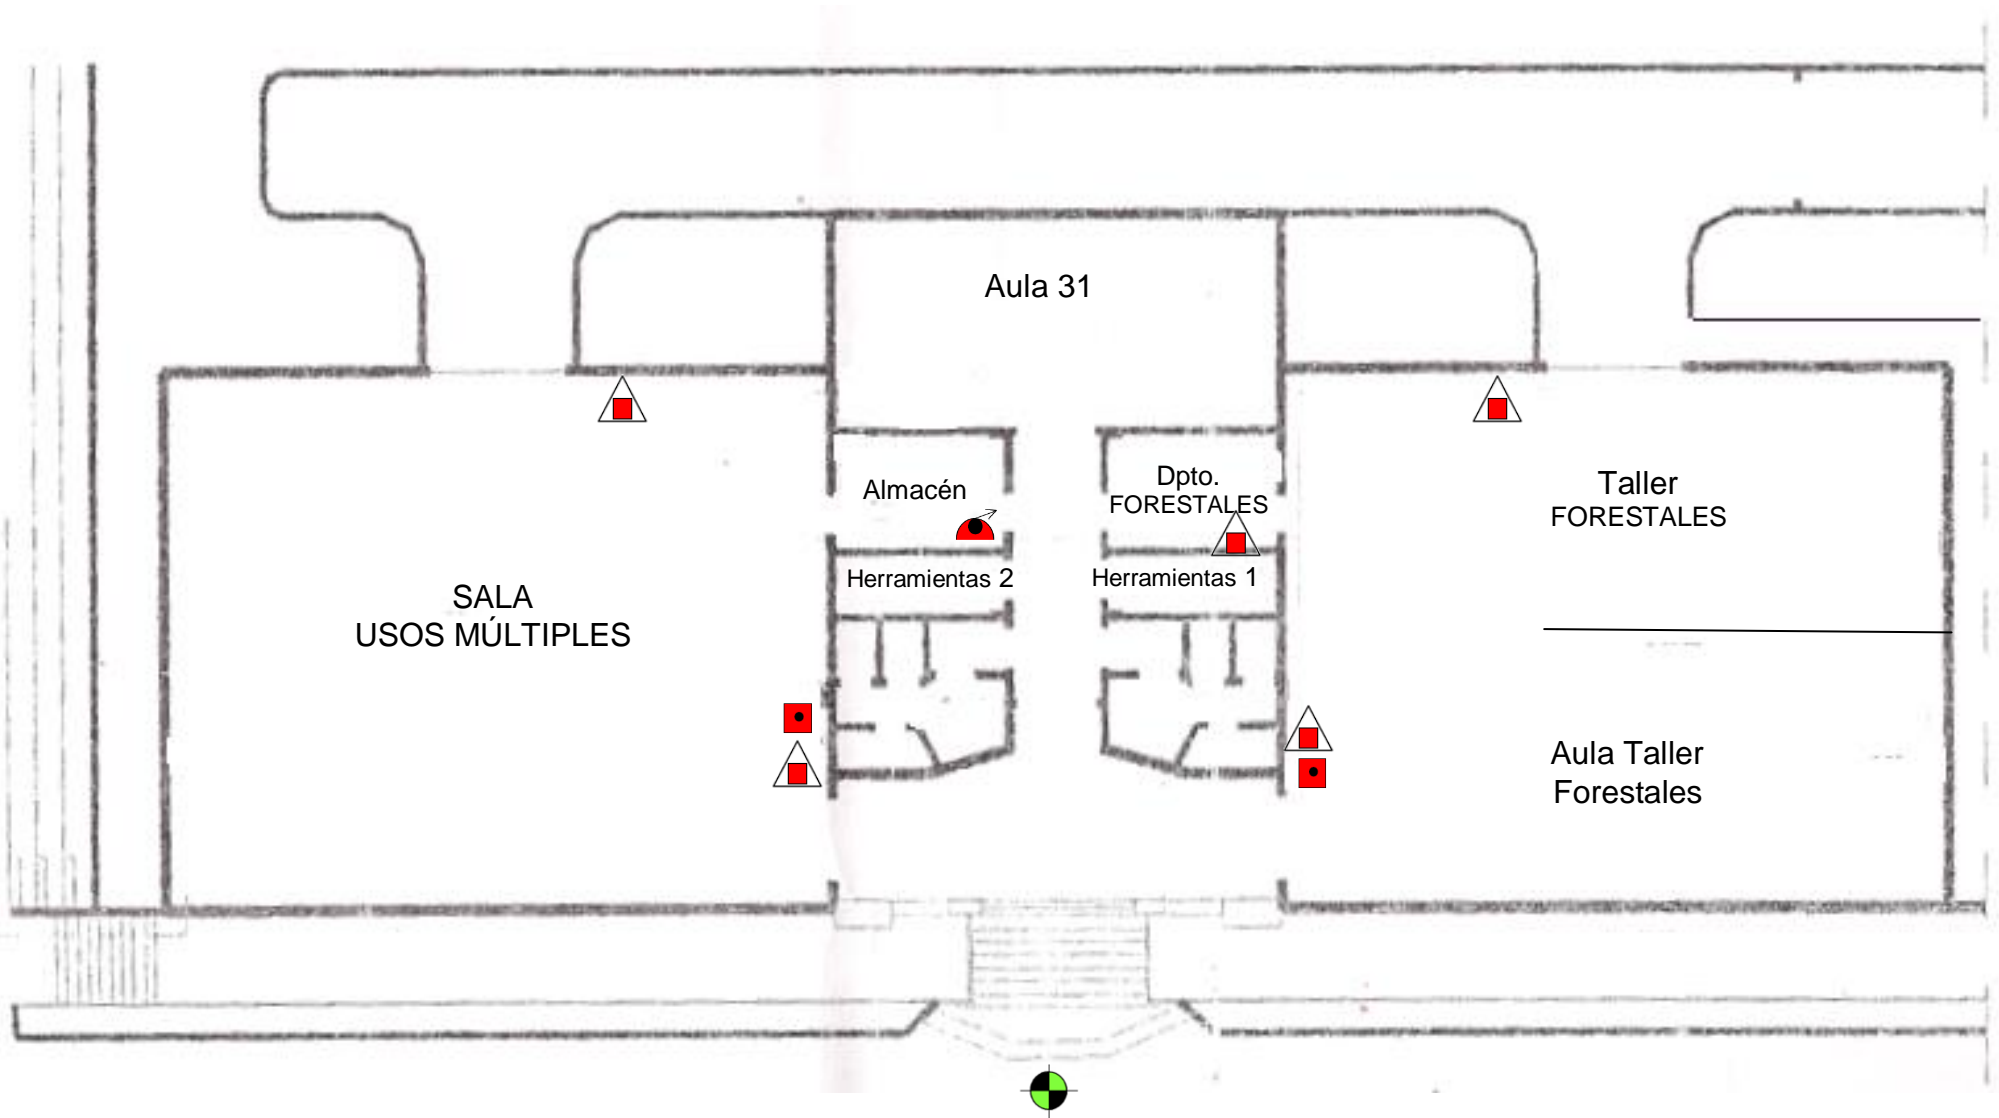 Aula 31
Almacén
Dpto.
FORESTALES
Taller
FORESTALES
Herramientas 2
Herramientas 1
SALA
USOS MÚLTIPLES
Aula Taller
Forestales